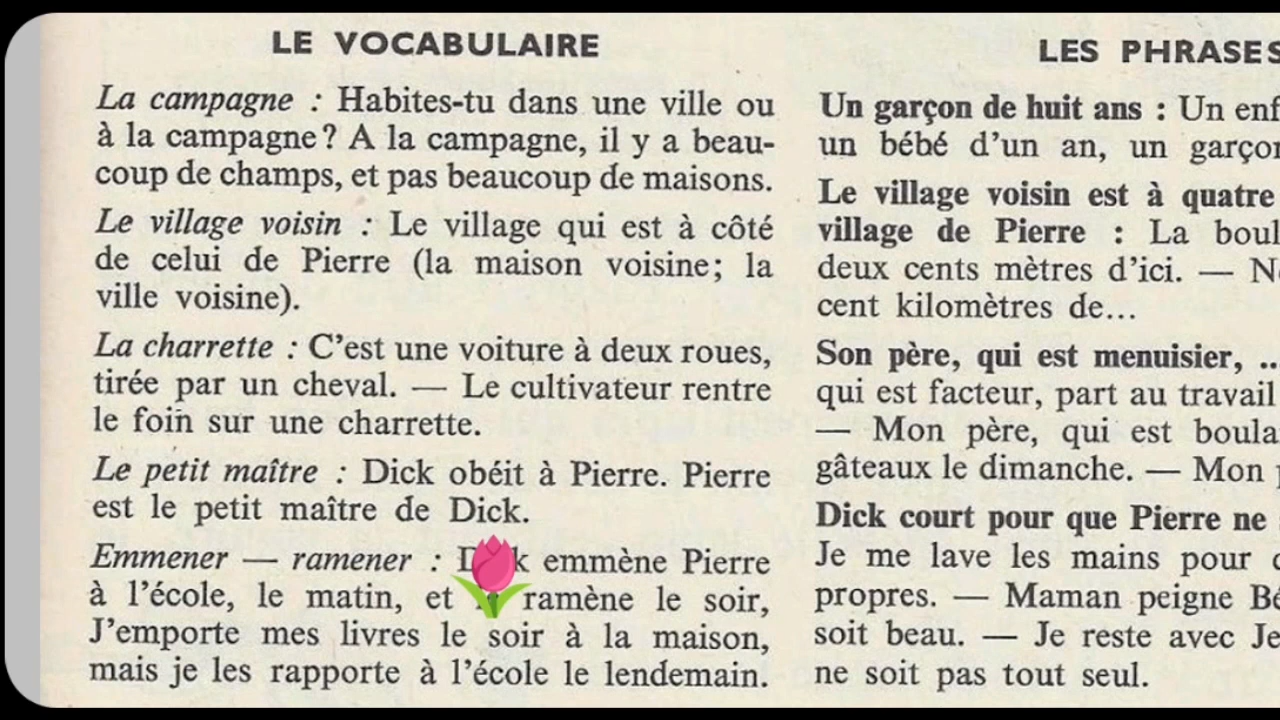 LE VOCABULAIRE
La campagne : Habites-tu dans une ville ou
à la campagne? A la campagne, il y a beau-
coup de champs, et pas beaucoup de maisons.
Le village voisin : Le village qui est à côté
de celui de Pierre (la maison voisine; la
ville voisine).
La charrette : C'est une voiture à deux roues,
tirée par un cheval. — Le cultivateur rentre
le foin sur une charrette.
Le petit maître : Dick obéit à Pierre. Pierre
est le petit maître de Dick.
Emmener — ramener : emmène Pierre
à l'école, le matin, et ramène le soir,
J'emporte mes livres le soir à la maison,
mais je les rapporte à l'école le lendemain.
LES PHRASES
Un garçon de huit ans : Un
un bébé d'un an, un
Le village voisin est à quatre
village de Pierre : La
deux cents mètres d'ici. —
cent kilomètres de...
Son père, qui est menuisier, ..
qui est facteur, part au travail
— Mon père, qui est
gâteaux le dimanche. — Mon
Dick court pour que Pierre ne
Je me lave les mains pour
propres. — Maman peigne
soit beau. — Je reste avec
ne soit pas tout seul.